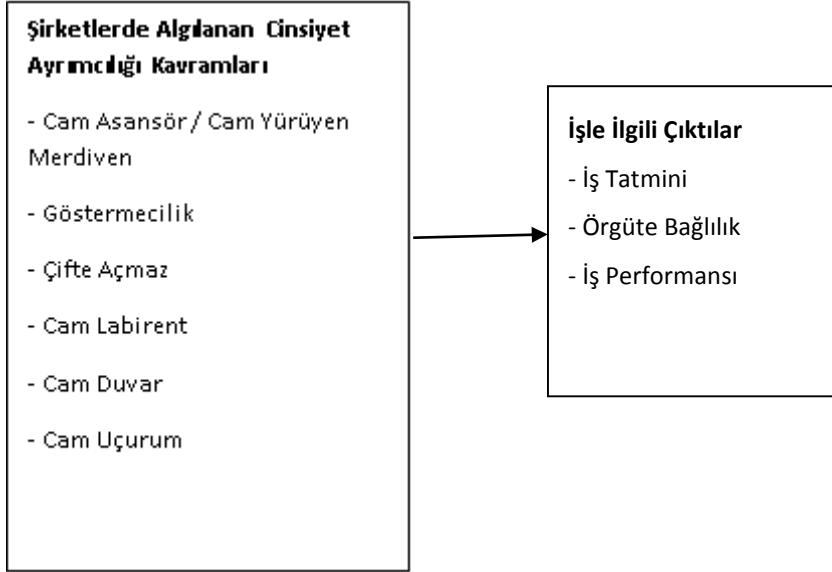 Şirketlerde Algılanan Cinsiyet
Ayrımcılığı Kavramları
- Cam Asansör / Cam Yürüyen
Merdiven
- Göstermecilik
- Çifte Açmaz
- Cam Labirent
- Cam Duvar
- Cam Uçurum
İşle İlgili Çıktılar
- İş Tatmini
- Örgüte Bağlılık
- İş Performansı